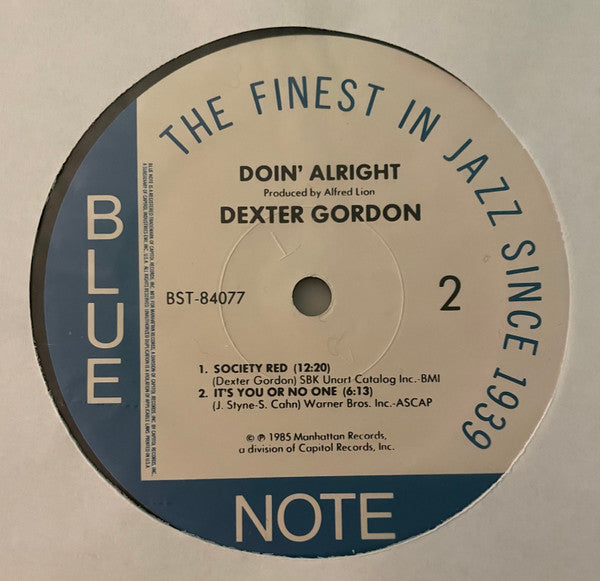 THE FINEST IN JAZZ SINCE 1939
DOIN' ALRIGHT
Produced by Alfred Lion
DEXTER GORDON
BST-84077
2
1. SOCIETY RED (12:20)
(Dexter Gordon) SBK Unart Catalog Inc.-BMI
2. IT'S YOU OR NO ONE (6:13)
(J. Styne-S. Cahn) Warner Bros. Inc.-ASCAP
© ℗ 1985 Manhattan Records,
a division of Capitol Records, Inc.
BLUE
NOTE